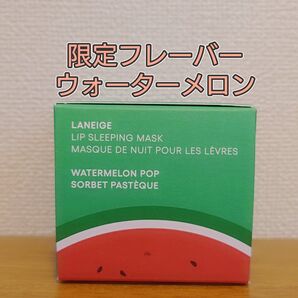 限定フレーバー
ウォーターメロン
LANEIGE
LIP SLEEPING MASK
MASQUE DE NUIT POUR LES LÈVRES
WATERMELON POP
SORBET PASTÈQUE